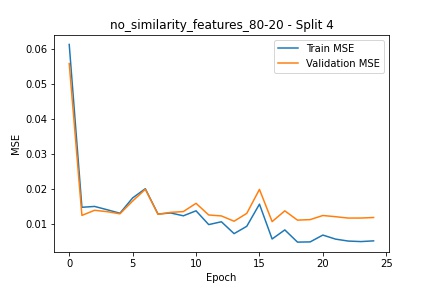 no_similarity_features_80-20 - Split 4
Train MSE
Validation MSE
0.06
0.05
0.04
0.03
0.02
0.01
MSE
0
5
10
15
20
25
Epoch